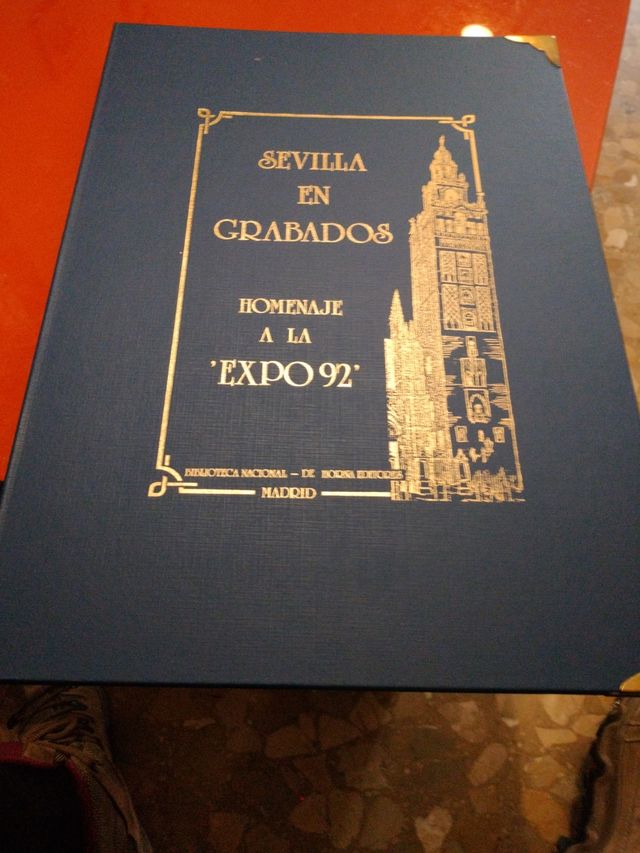 SEVILLA
EN
GRABADOS
HOMENAJE
A LA
'EXPO 92'
BIBLIOTECA NACIONAL – DE HORNA EDITORES
MADRID